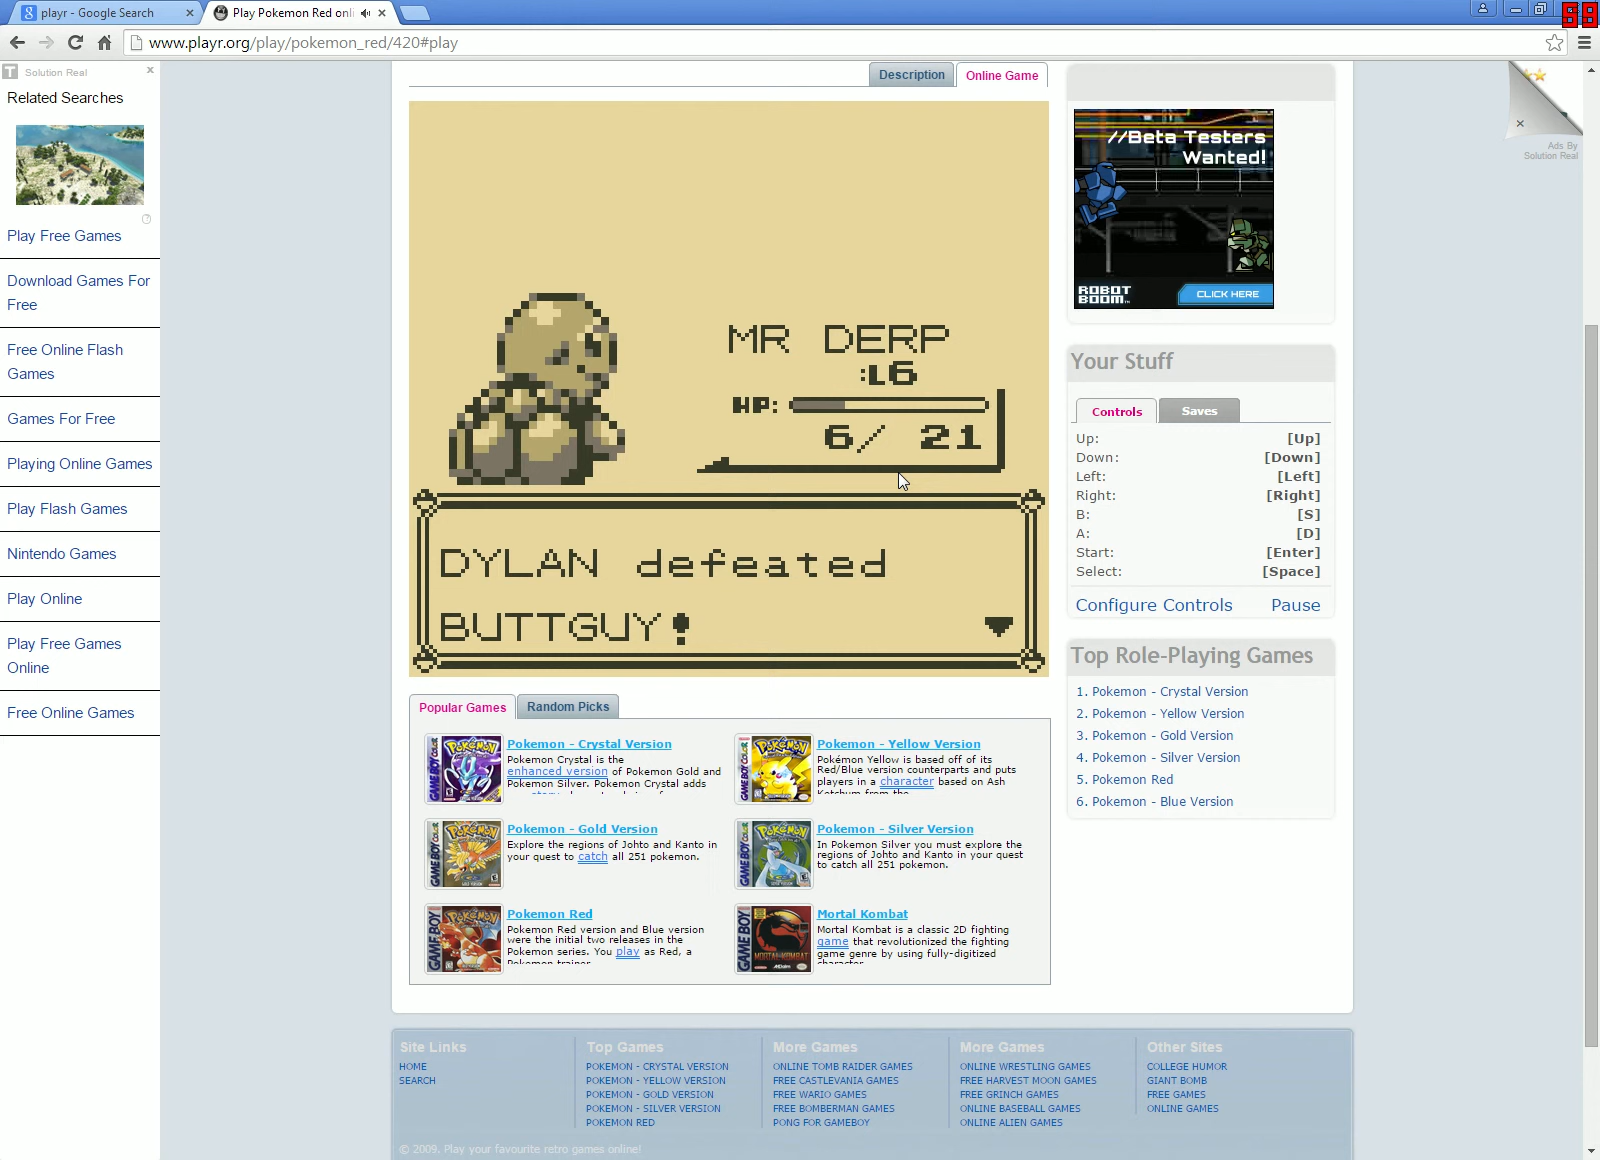 playr - Google Search
Play Pokemon Red onli
59
www.playr.org/play/pokemon_red/420#play
T Solution Real
Related Searches
Play Free Games
Download Games For
Free
Free Online Flash
Games
Games For Free
Playing Online Games
Play Flash Games
Nintendo Games
Play Online
Play Free Games
Online
Free Online Games
Description
Online Game
MR DERP
:L6
HP:
6/ 21
DYLAN defeated
BUTTGUY!
//Beta Testers
Wanted!
ROBOT
BOOM
CLICK HERE
Ads By
Solution Real
Your Stuff
Controls
Saves
Up: [Up]
Down: [Down]
Left: [Left]
Right: [Right]
B: [S]
A: [D]
Start: [Enter]
Select: [Space]
Configure Controls
Pause
Top Role-Playing Games
1. Pokemon - Crystal Version
2. Pokemon - Yellow Version
3. Pokemon - Gold Version
4. Pokemon - Silver Version
5. Pokemon Red
6. Pokemon - Blue Version
Popular Games
Random Picks
Pokemon - Crystal Version
Pokemon Crystal is the
enhanced version of Pokemon Gold and
Pokemon Silver. Pokemon Crystal adds
Pokemon - Yellow Version
Pokémon Yellow is based off of its
Red/Blue version counterparts and puts
players in a character based on Ash
Ketchum from the
Pokemon - Gold Version
Explore the regions of Johto and Kanto in
your quest to catch all 251 pokemon.
Pokemon - Silver Version
In Pokemon Silver you must explore the
regions of Johto and Kanto in your quest
to catch all 251 pokemon.
Pokemon Red
Pokemon Red version and Blue version
were the initial two releases in the
Pokemon series. You play as Red, a
Pokemon trainer
Mortal Kombat
Mortal Kombat is a classic 2D fighting
game that revolutionized the fighting
game genre by using fully-digitized
character
Site Links
HOME
SEARCH
Top Games
POKEMON - CRYSTAL VERSION
POKEMON - YELLOW VERSION
POKEMON - GOLD VERSION
POKEMON - SILVER VERSION
POKEMON RED
More Games
ONLINE TOMB RAIDER GAMES
FREE CASTLEVANIA GAMES
FREE WARIO GAMES
FREE BOMBERMAN GAMES
PONG FOR GAMEBOY
More Games
ONLINE WRESTLING GAMES
FREE HARVEST MOON GAMES
FREE GRINCH GAMES
ONLINE BASEBALL GAMES
ONLINE ALIEN GAMES
Other Sites
COLLEGE HUMOR
GIANT BOMB
FREE GAMES
ONLINE GAMES
© 2009, Play your favourite retro games online!